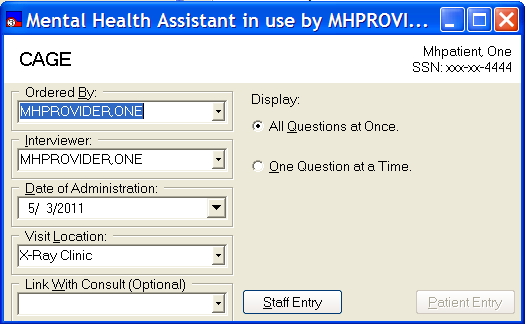 Mental Health Assistant in use by MHPROVI...
CAGE
Mhpatient, One
SSN: xxx-xx-4444
Ordered By:
MHPROVIDER,ONE
Interviewer:
MHPROVIDER,ONE
Date of Administration:
5/ 3/2011
Visit Location:
X-Ray Clinic
Link With Consult (Optional)
Display:
All Questions at Once.
One Question at a Time.
Staff Entry
Patient Entry